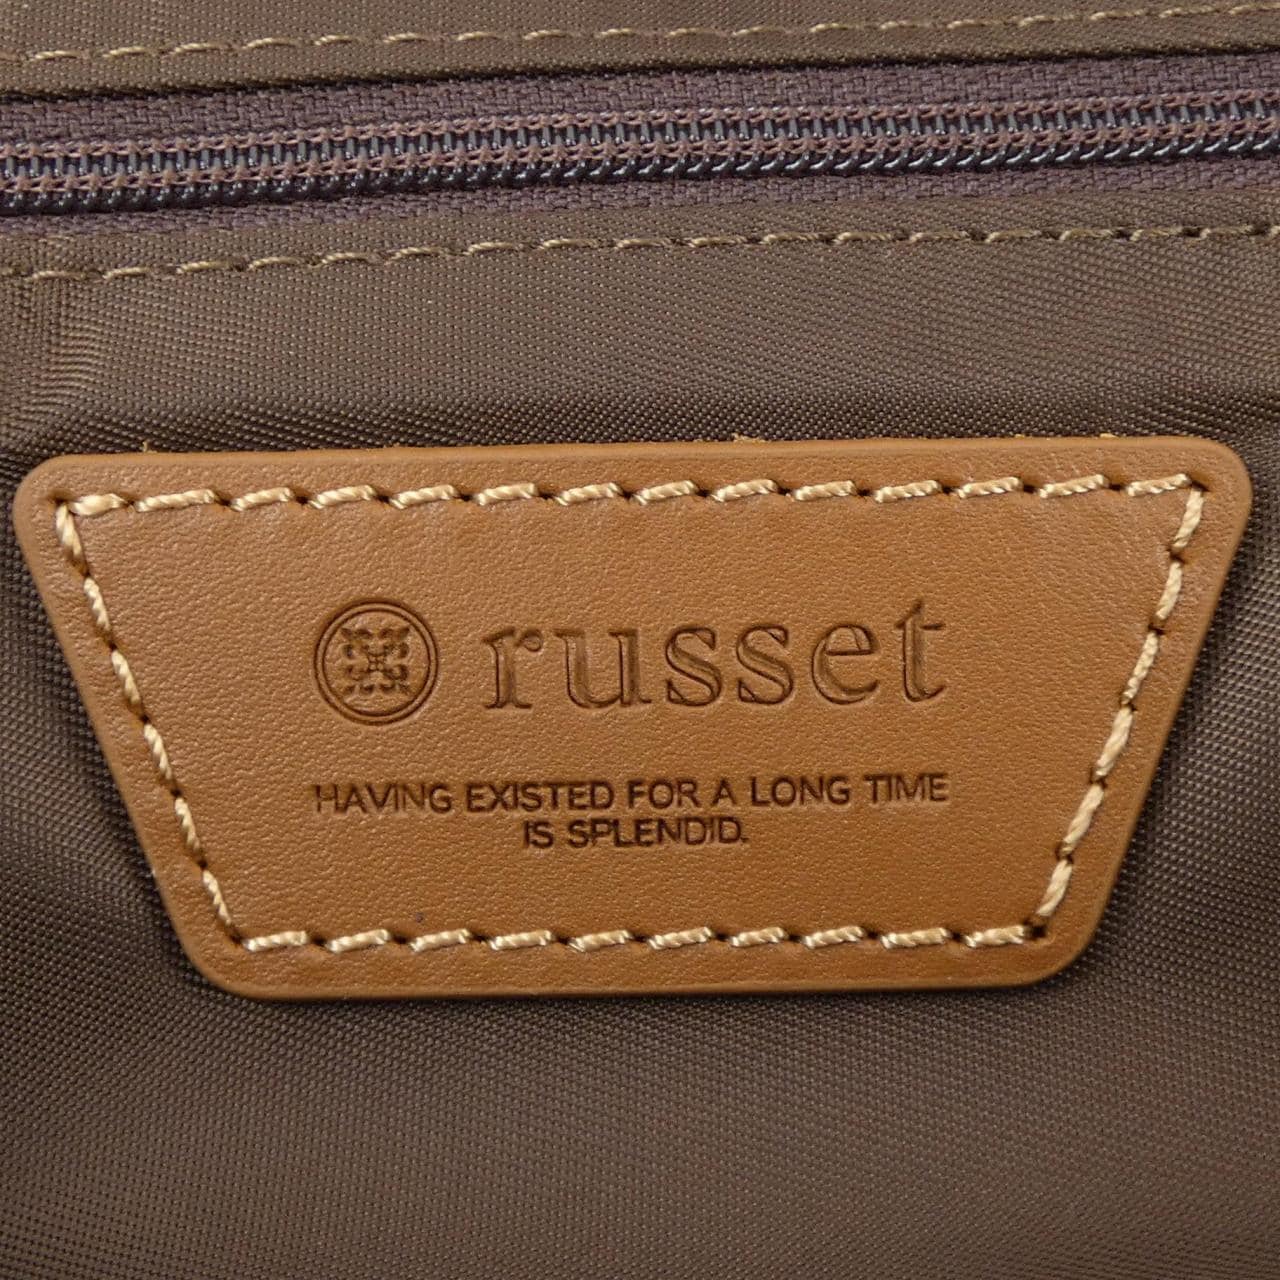 russet
HAVING EXISTED FOR A LONG TIME
IS SPLENDID.